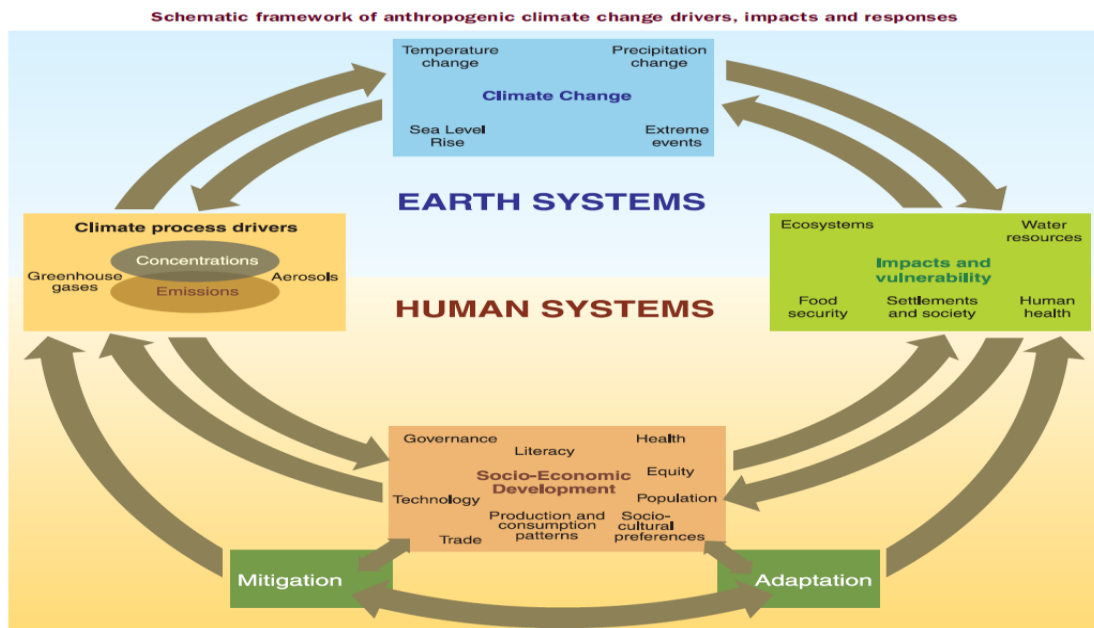 Schematic framework of anthropogenic climate change drivers, impacts and responses
Temperature
change
Precipitation
change
Climate Change
Sea Level
Rise
Extreme
events
EARTH SYSTEMS
Climate process drivers
Concentrations
Greenhouse
gases
Aerosols
Emissions
Ecosystems
Water
resources
Impacts and
vulnerability
Food
security
Settlements
and society
Human
health
HUMAN SYSTEMS
Governance
Literacy
Health
Socio-Economic
Development
Equity
Technology
Population
Production and
consumption
patterns
Socio-
cultural
preferences
Trade
Mitigation
Adaptation